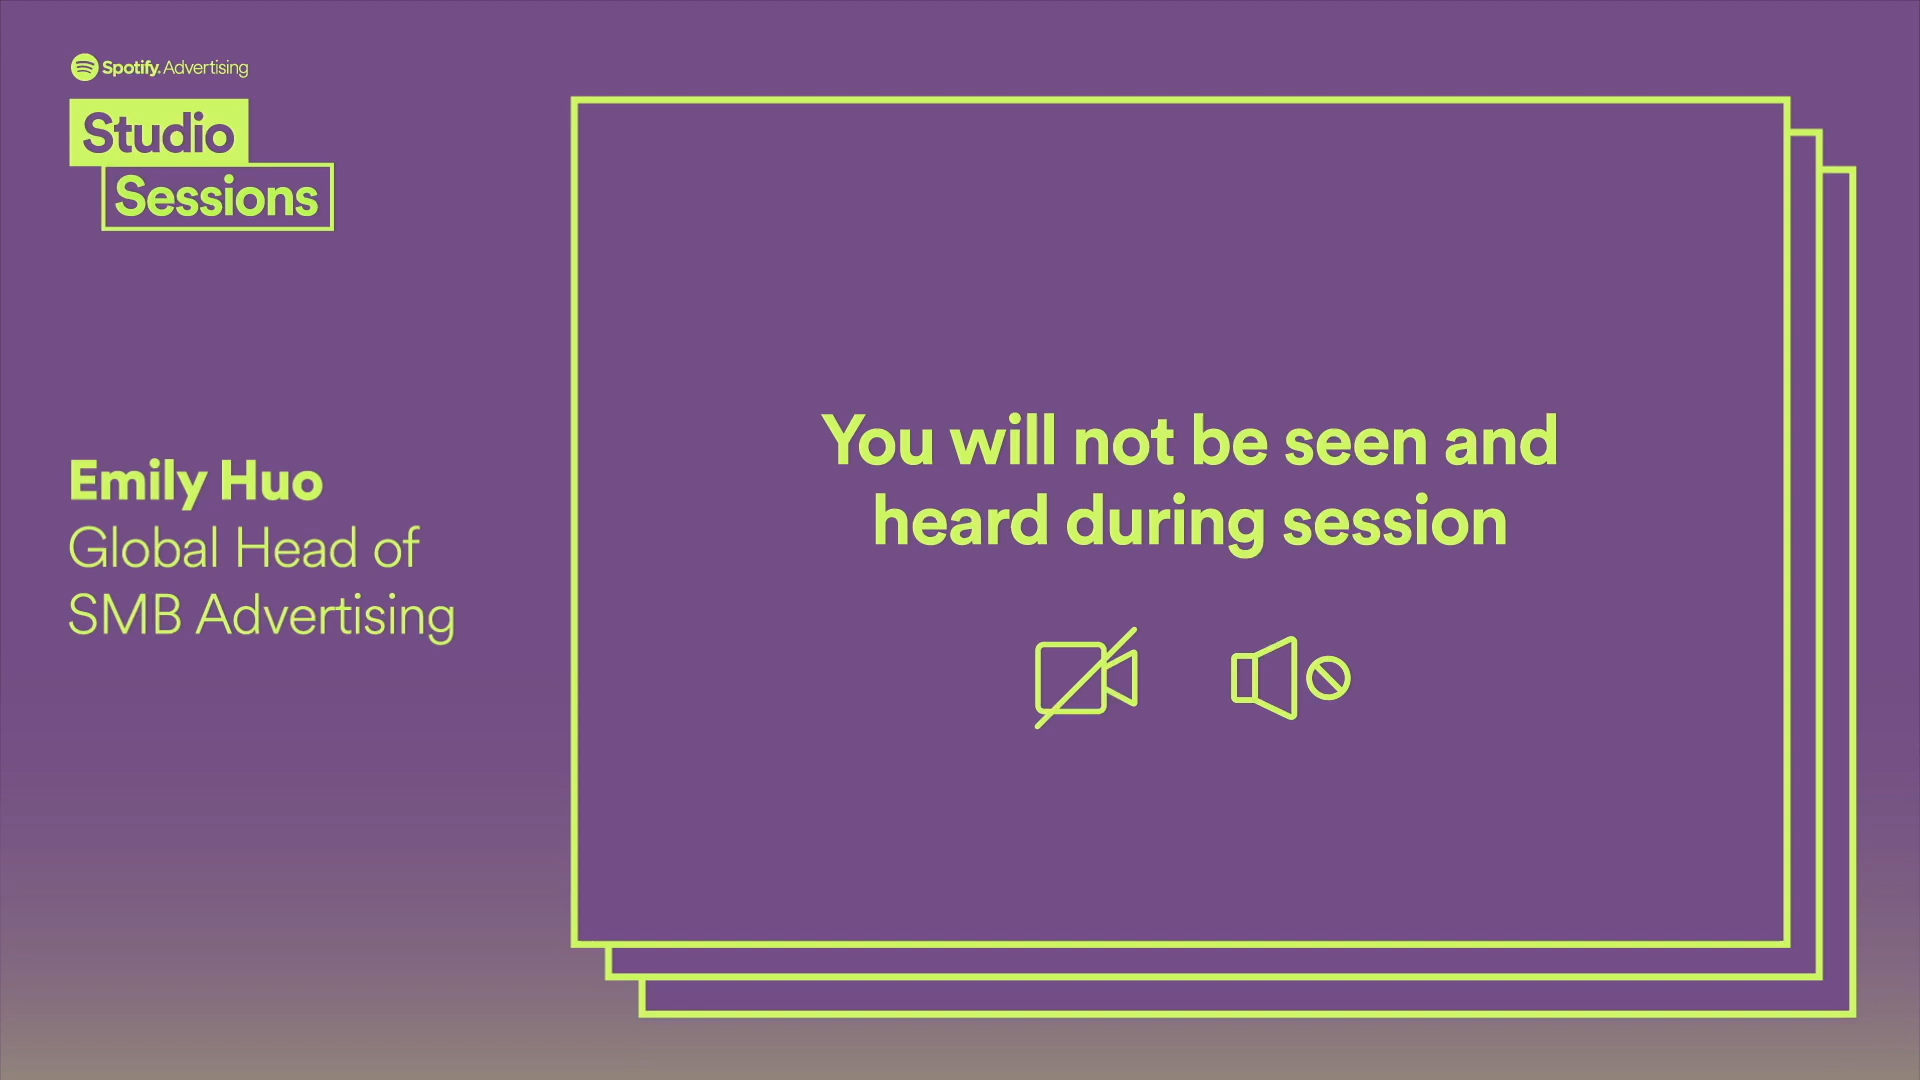 Spotify. Advertising
Studio
Sessions
Emily Huo
Global Head of
SMB Advertising
You will not be seen and
heard during session